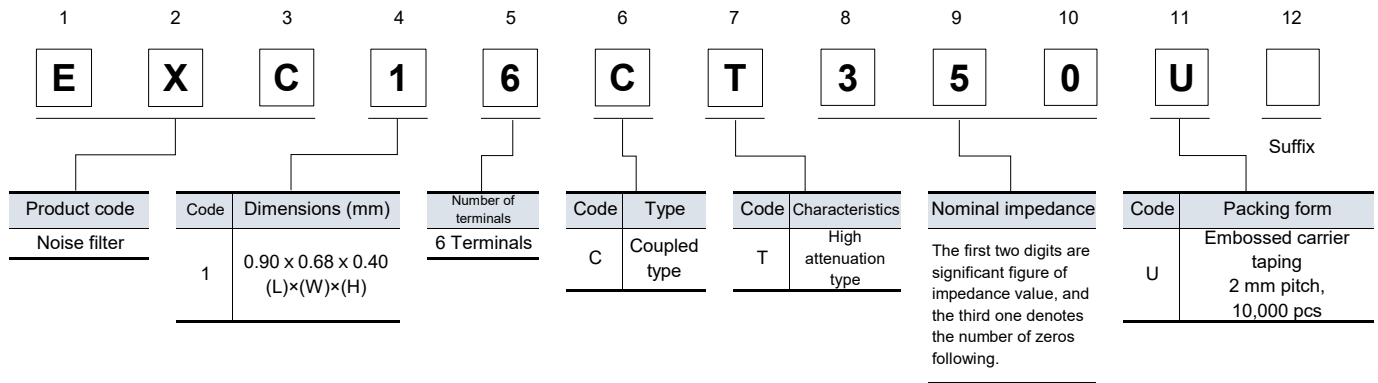 1 2 3 4 5 6 7 8 9 10 11 12
E X C 1 6 C T 3 5 0 U
Suffix
Product code
Noise filter
Code Dimensions (mm)
1
0.90 x 0.68 x 0.40
(L)×(W)×(H)
Number of
terminals
6 Terminals
Code Type
C
Coupled
type
Code Characteristics
T
High
attenuation
type
Nominal impedance
The first two digits are
significant figure of
impedance value, and
the third one denotes
the number of zeros
following.
Code Packing form
U
Embossed carrier
taping
2 mm pitch,
10,000 pcs